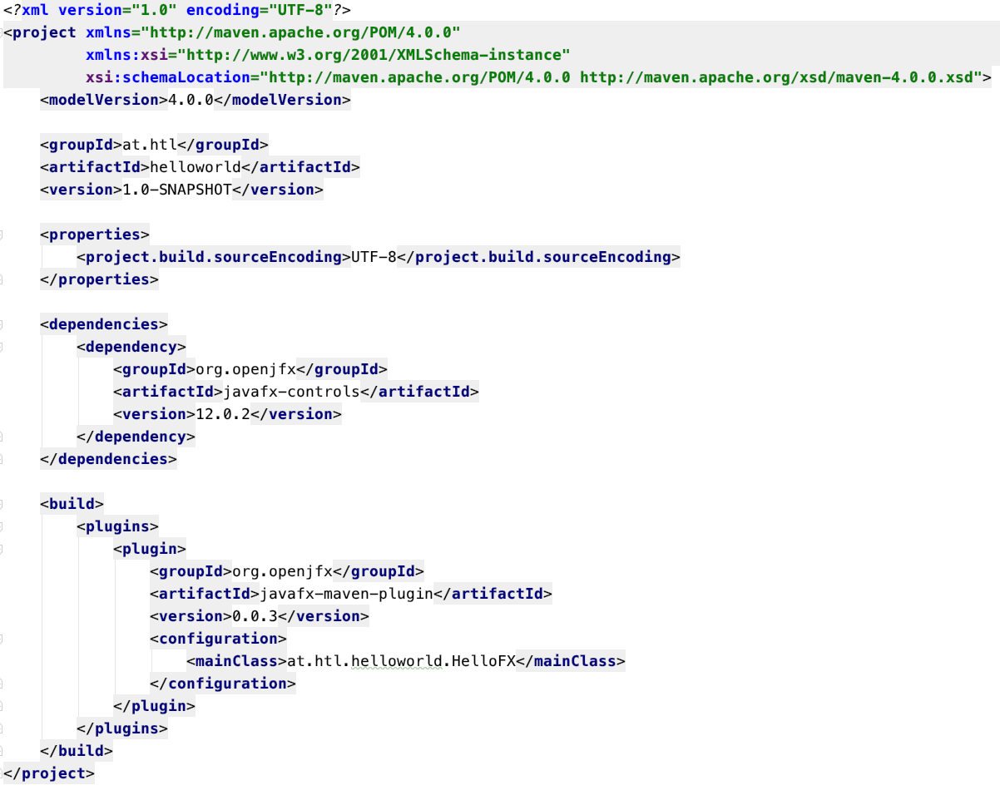 <?xml version="1.0" encoding="UTF-8"?>
<project xmlns="http://maven.apache.org/POM/4.0.0"
         xmlns:xsi="http://www.w3.org/2001/XMLSchema-instance"
         xsi:schemaLocation="http://maven.apache.org/POM/4.0.0 http://maven.apache.org/xsd/maven-4.0.0.xsd">
    <modelVersion>4.0.0</modelVersion>

    <groupId>at.htl</groupId>
    <artifactId>helloworld</artifactId>
    <version>1.0-SNAPSHOT</version>

    <properties>
        <project.build.sourceEncoding>UTF-8</project.build.sourceEncoding>
    </properties>

    <dependencies>
        <dependency>
            <groupId>org.openjfx</groupId>
            <artifactId>javafx-controls</artifactId>
            <version>12.0.2</version>
        </dependency>
    </dependencies>

    <build>
        <plugins>
            <plugin>
                <groupId>org.openjfx</groupId>
                <artifactId>javafx-maven-plugin</artifactId>
                <version>0.0.3</version>
                <configuration>
                    <mainClass>at.htl.helloworld.HelloFX</mainClass>
                </configuration>
            </plugin>
        </plugins>
    </build>
</project>